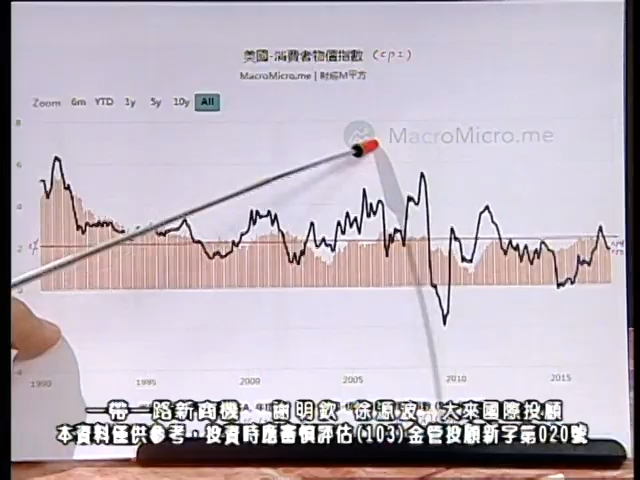 美國-消費者物價指數 (cpi)
MacroMicro.me | 財經M平方
Zoom 6m YTD 1y 5y 10y All
MacroMicro.me
8
6
4
2
0
-4
1990 1995 2000 2005 2010 2015
一帶一路新商機 謝明欽 徐源波 大來國際投顧
本資料僅供參考，投資時應審慎評估(103)金管投顧新字第020號